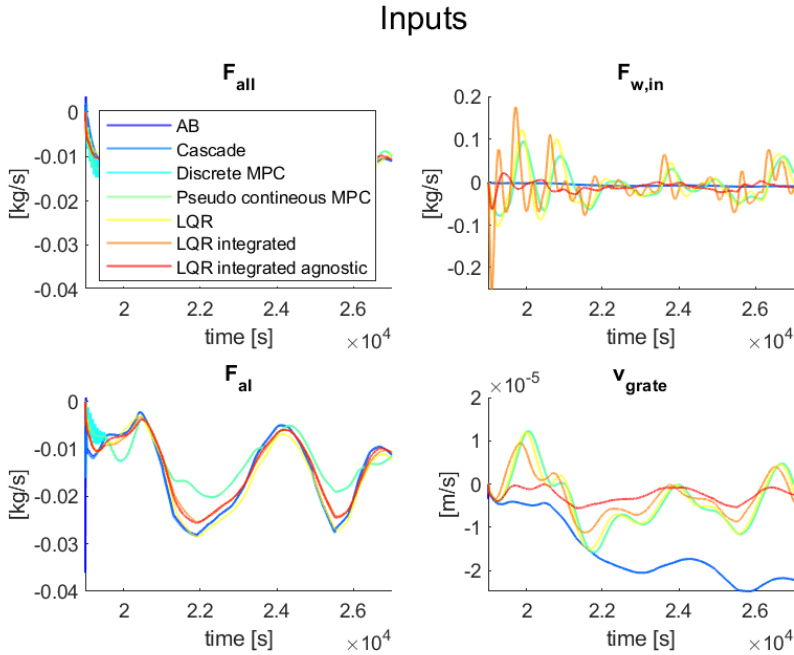 Inputs
F_all
[kg/s]
0
-0.01
-0.02
-0.03
-0.04
AB
Cascade
Discrete MPC
Pseudo contineous MPC
LQR
LQR integrated
LQR integrated agnostic
2 2.2 2.4 2.6
time [s]
×10^4
F_w,in
[kg/s]
0.2
0.1
0
-0.1
-0.2
2 2.2 2.4 2.6
time [s]
×10^4
F_al
[kg/s]
0
-0.01
-0.02
-0.03
-0.04
2 2.2 2.4 2.6
time [s]
×10^4
v_grate
×10^-5
[m/s]
2
1
0
-1
-2
2 2.2 2.4 2.6
time [s]
×10^4